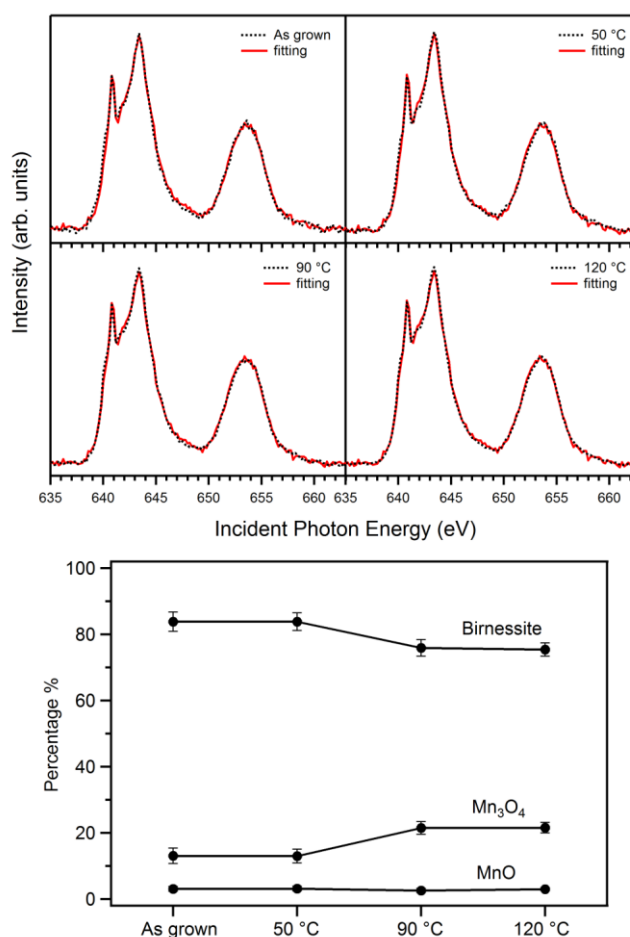 As grown
fitting
50 °C
fitting
90 °C
fitting
120 °C
fitting
Intensity (arb. units)
635 640 645 650 655 660 635 640 645 650 655 660
Incident Photon Energy (eV)
100
80
60
40
20
0
Percentage %
Birnessite
Mn₃O₄
MnO
As grown 50 °C 90 °C 120 °C